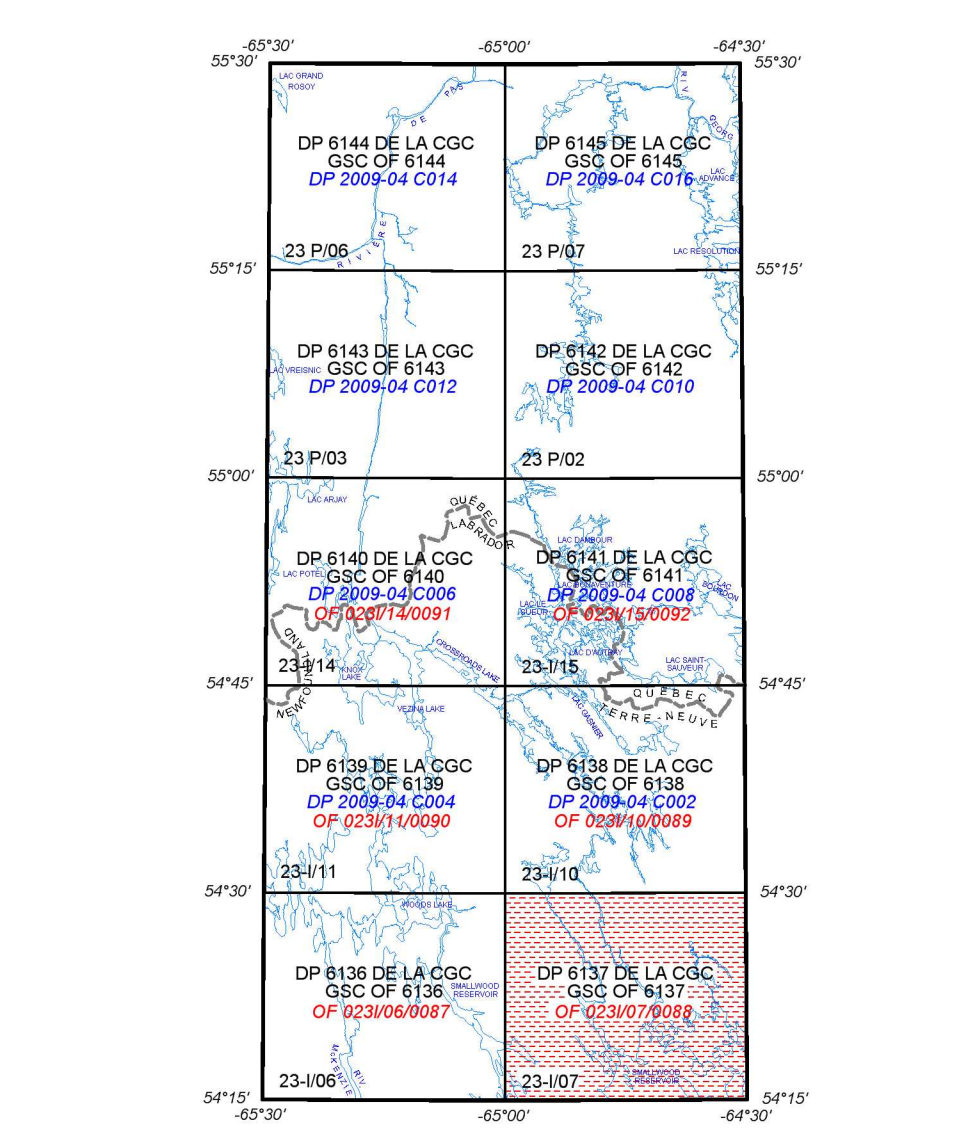 -65°30' -65°00' -64°30'
55°30' 55°30'
LAC GRAND
ROSOY
RIVIÈRE DE PAS
RIV GEORG
DP 6144 DE LA CGC
GSC OF 6144
DP 2009-04 C014
23 P/06
DP 6145 DE LA CGC
GSC OF 6145
DP 2009-04 C016
LAC
ADVANCE
LAC RESOLUTION
23 P/07
55°15' 55°15'
DP 6143 DE LA CGC
GSC OF 6143
DP 2009-04 C012
LAC VREISNIC
23 P/03
DP 6142 DE LA CGC
GSC OF 6142
DP 2009-04 C010
23 P/02
55°00' 55°00'
LAC ARJAY
QUÉBEC
LABRADOR
DP 6140 DE LA CGC
GSC OF 6140
DP 2009-04 C006
OF 023I/14/0091
LAC POTEL
NEWFOUNDLAND
KNOX
LAKE
CROSSROADS LAKE
23-I/14
LAC DAMBOUR
DP 6141 DE LA CGC
GSC OF 6141
DP 2009-04 C008
OF 023I/15/0092
LAC BONAVENTURE
LAC BOURDON
LAC LE
SUEUR
LAC D'AUTRAY
LAC SAINT-
SAUVEUR
23-I/15
54°45' 54°45'
QUÉBEC
TERRE-NEUVE
VEZINA LAKE
LAC GASNIER
DP 6139 DE LA CGC
GSC OF 6139
DP 2009-04 C004
OF 023I/11/0090
23-I/11
DP 6138 DE LA CGC
GSC OF 6138
DP 2009-04 C002
OF 023I/10/0089
23-I/10
54°30' 54°30'
WOODS LAKE
DP 6136 DE LA CGC
GSC OF 6136
OF 023I/06/0087
SMALLWOOD
RESERVOIR
McKENZIE RIV
23-I/06
DP 6137 DE LA CGC
GSC OF 6137
OF 023I/07/0088
SMALLWOOD
RESERVOIR
23-I/07
54°15' 54°15'
-65°30' -65°00' -64°30'